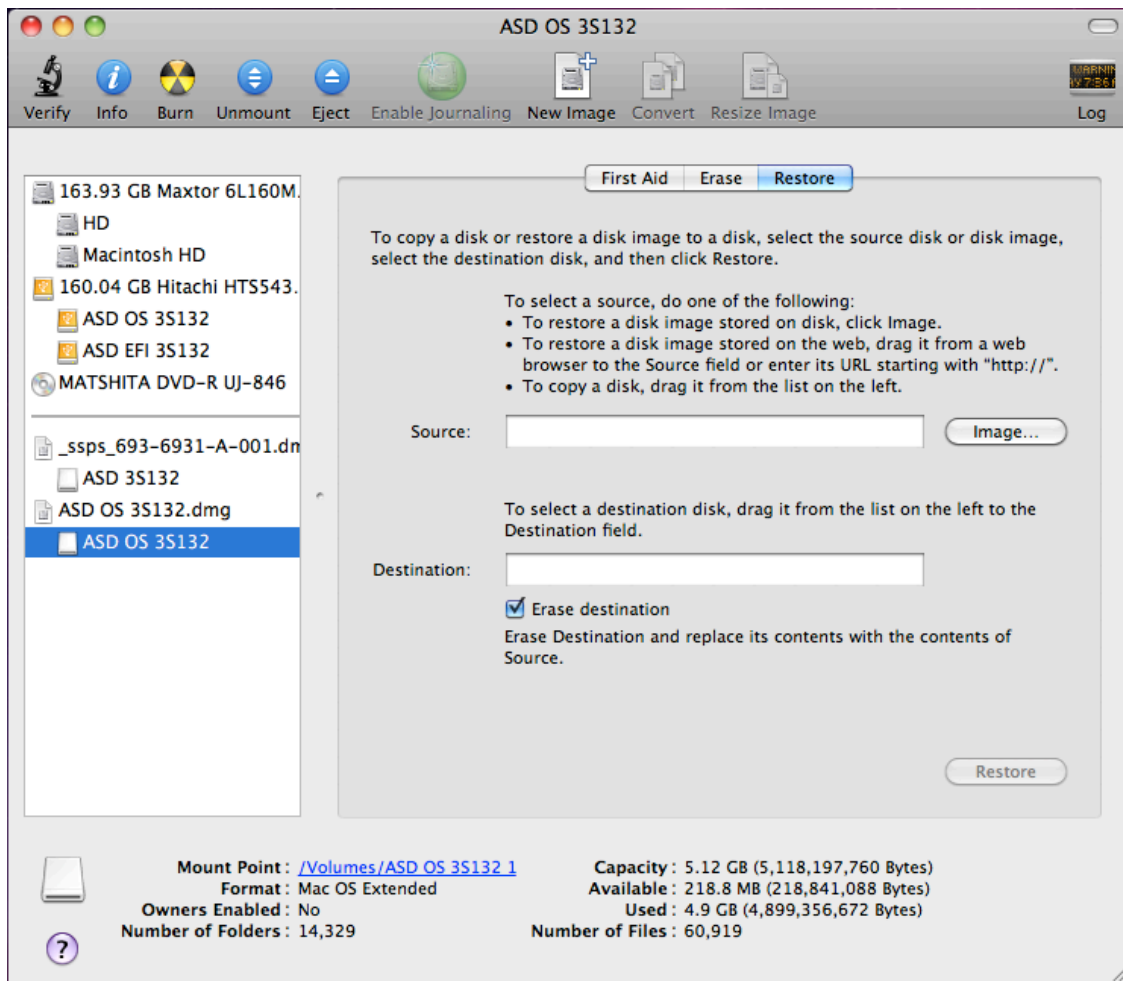 ASD OS 3S132
Verify Info Burn Unmount Eject Enable Journaling New Image Convert Resize Image Log
First Aid Erase Restore
163.93 GB Maxtor 6L160M.
HD
Macintosh HD
160.04 GB Hitachi HTS543.
ASD OS 3S132
ASD EFI 3S132
MATSHITA DVD-R UJ-846
_ssps_693-6931-A-001.dm
ASD 3S132
ASD OS 3S132.dmg
ASD OS 3S132
To copy a disk or restore a disk image to a disk, select the source disk or disk image,
select the destination disk, and then click Restore.
To select a source, do one of the following:
• To restore a disk image stored on disk, click Image.
• To restore a disk image stored on the web, drag it from a web
browser to the Source field or enter its URL starting with “http://”.
• To copy a disk, drag it from the list on the left.
Source: Image...
To select a destination disk, drag it from the list on the left to the
Destination field.
Destination:
Erase destination
Erase Destination and replace its contents with the contents of
Source.
Restore
Mount Point : /Volumes/ASD OS 3S132 1
Format : Mac OS Extended
Owners Enabled : No
Number of Folders : 14,329
Capacity : 5.12 GB (5,118,197,760 Bytes)
Available : 218.8 MB (218,841,088 Bytes)
Used : 4.9 GB (4,899,356,672 Bytes)
Number of Files : 60,919
?